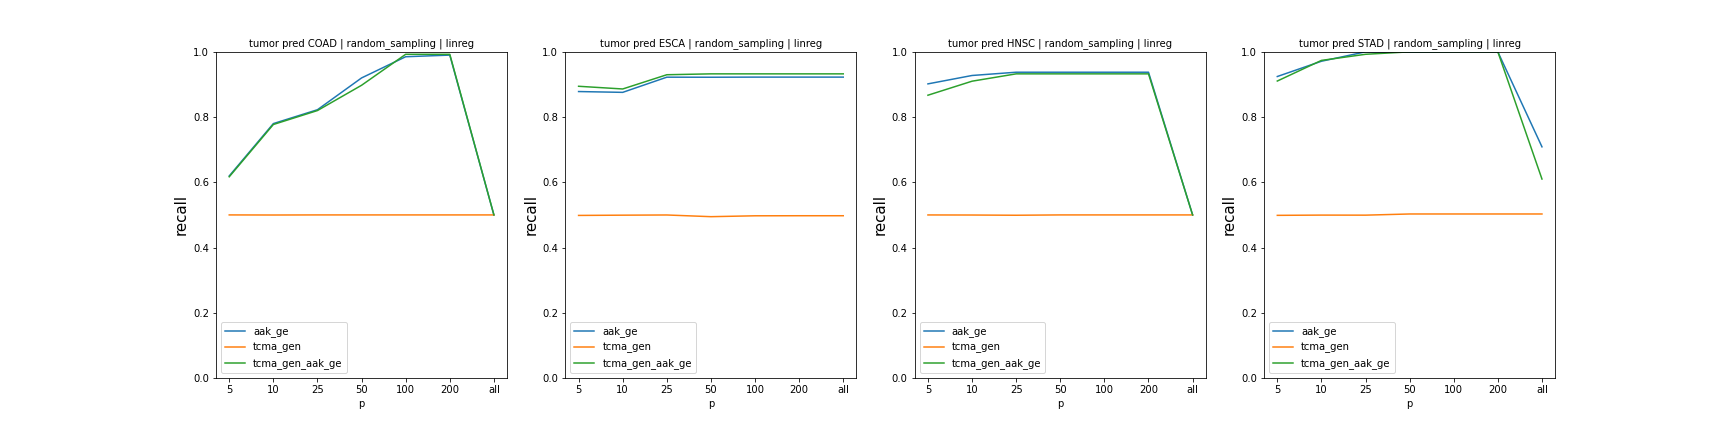 tumor pred COAD | random_sampling | linreg
1.0
0.8
0.6
0.4
0.2
0.0
recall
5 10 25 50 100 200 all
p
aak_ge
tcma_gen
tcma_gen_aak_ge
tumor pred ESCA | random_sampling | linreg
1.0
0.8
0.6
0.4
0.2
0.0
recall
5 10 25 50 100 200 all
p
aak_ge
tcma_gen
tcma_gen_aak_ge
tumor pred HNSC | random_sampling | linreg
1.0
0.8
0.6
0.4
0.2
0.0
recall
5 10 25 50 100 200 all
p
aak_ge
tcma_gen
tcma_gen_aak_ge
tumor pred STAD | random_sampling | linreg
1.0
0.8
0.6
0.4
0.2
0.0
recall
5 10 25 50 100 200 all
p
aak_ge
tcma_gen
tcma_gen_aak_ge